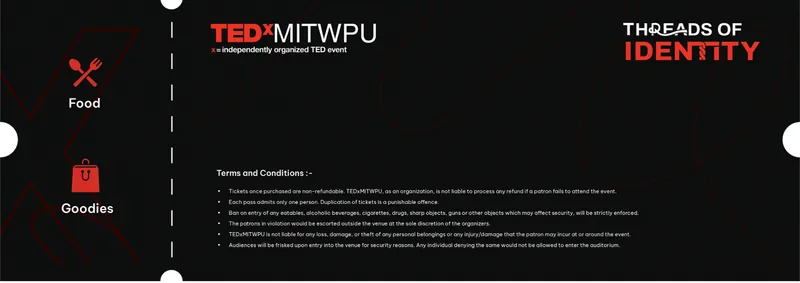 Food
Goodies
TEDxMITWPU
x = independently organized TED event
THREADS OF
IDENTITY
Terms and Conditions :-
• Tickets once purchased are non-refundable. TEDxMITWPU, as an organization, is not liable to process any refund if a patron fails to attend the event.
• Each pass admits only one person. Duplication of tickets is a punishable offence.
• Ban on entry of any eatables, alcoholic beverages, cigarettes, drugs, sharp objects, guns or other objects which may affect security, will be strictly enforced.
• The patrons in violation would be escorted outside the venue at the sole discretion of the organizers.
• TEDxMITWPU is not liable for any loss, damage, or theft of any personal belongings or any injury/damage that the patron may incur at or around the event.
• Audiences will be frisked upon entry into the venue for security reasons. Any individual denying the same would not be allowed to enter the auditorium.